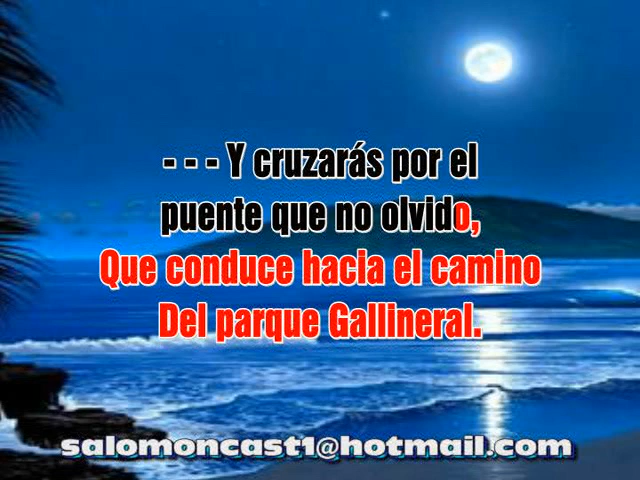 - - - Y cruzarás por el
puente que no olvido,
Que conduce hacia el camino
Del parque Gallineral.
salomoncast1@hotmail.com